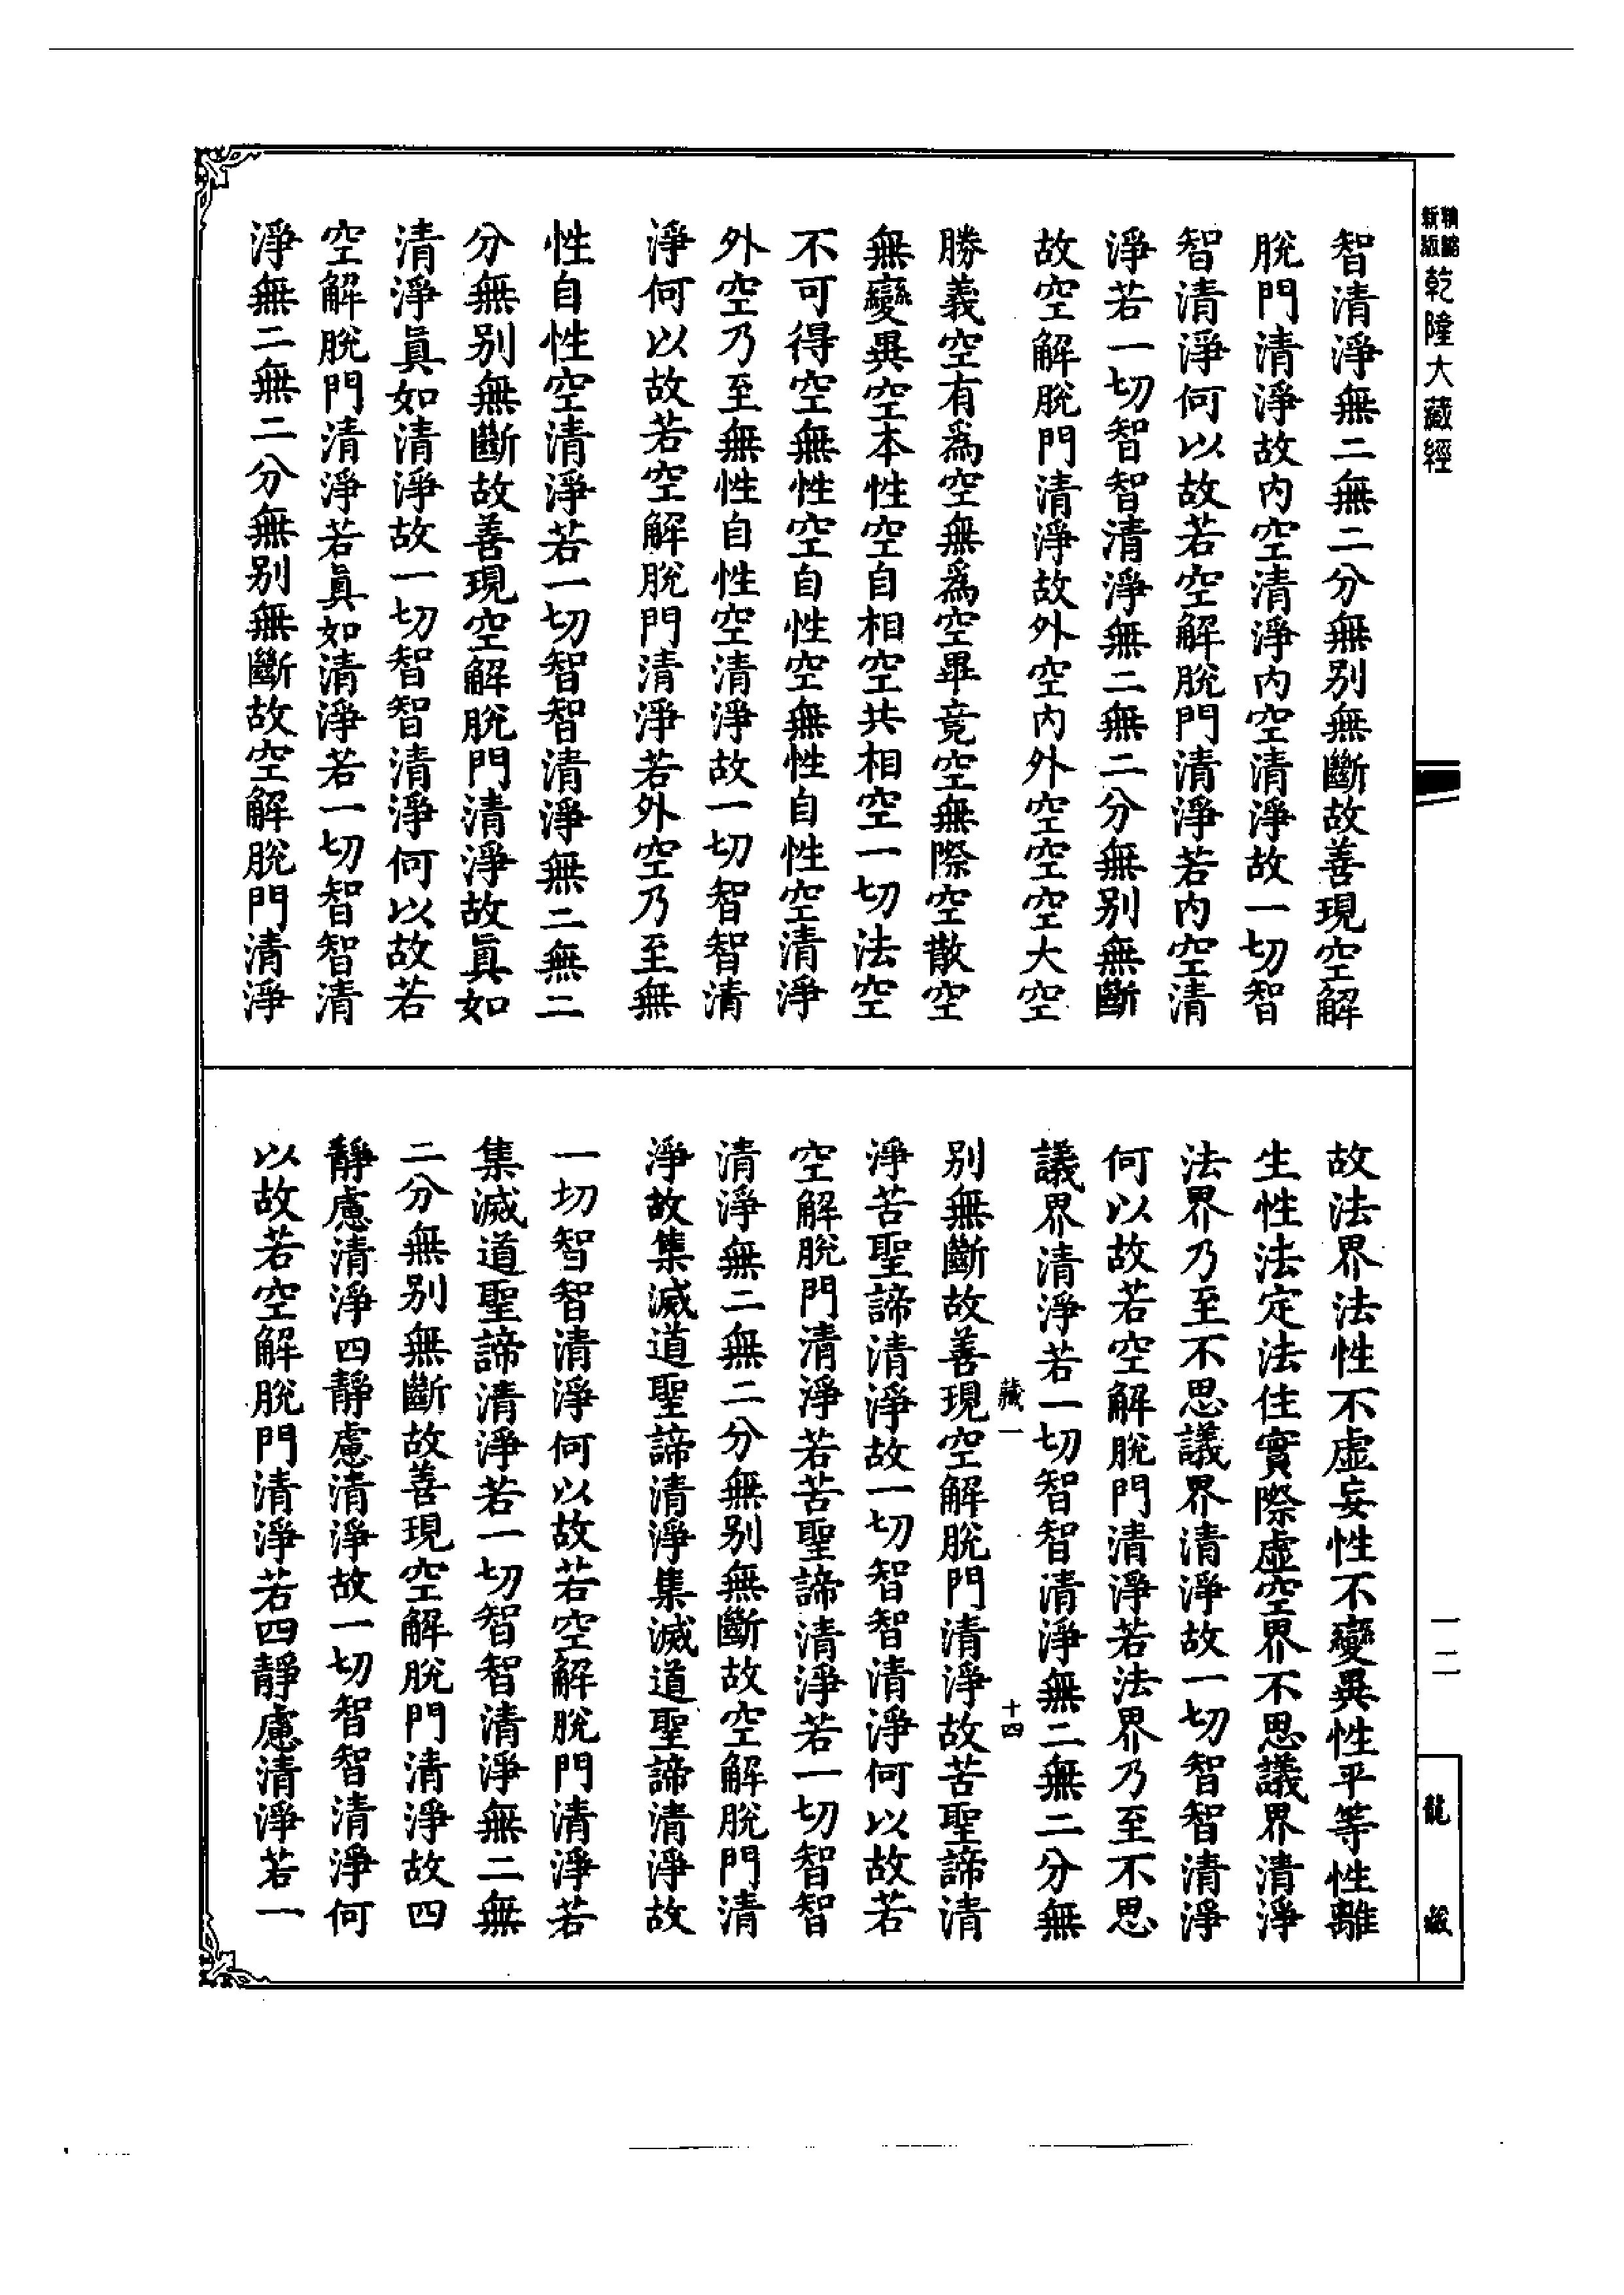 乾隆大藏經
智清淨無二無二分無別無斷故善現空解
脫門清淨故內空清淨內空清淨故一切智
智清淨何以故若空解脫門清淨若內空清
淨若一切智智清淨無二無二分無別無斷
故空解脫門清淨故外空內外空空空大空
勝義空有為空無為空畢竟空無際空散空
無變異空本性空自相空共相空一切法空
不可得空無性空自性空無性自性空清淨
外空乃至無性自性空清淨故一切智智清
淨何以故若空解脫門清淨若外空乃至無
性自性空清淨若一切智智清淨無二無二
分無別無斷故善現空解脫門清淨故真如
清淨真如清淨故一切智智清淨何以故若
空解脫門清淨若真如清淨若一切智智清
淨無二無二分無別無斷故空解脫門清淨
故法界法性不虛妄性不變異性平等性離
生性法定法住實際虛空界不思議界清淨
法界乃至不思議界清淨故一切智智清淨
何以故若空解脫門清淨若法界乃至不思
議界清淨若一切智智清淨無二無二分無
藏一 十四
別無斷故善現空解脫門清淨故苦聖諦清
淨苦聖諦清淨故一切智智清淨何以故若
空解脫門清淨若苦聖諦清淨若一切智智
清淨無二無二分無別無斷故空解脫門清
淨故集滅道聖諦清淨集滅道聖諦清淨故
一切智智清淨何以故若空解脫門清淨若
集滅道聖諦清淨若一切智智清淨無二無
二分無別無斷故善現空解脫門清淨故四
靜慮清淨四靜慮清淨故一切智智清淨何
以故若空解脫門清淨若四靜慮清淨若一
一二
龍藏